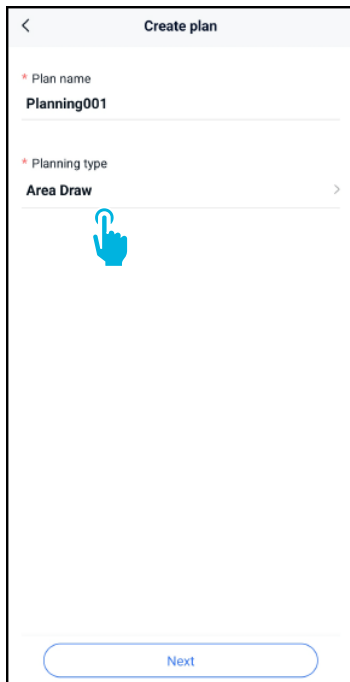 Create plan
* Plan name
Planning001
* Planning type
Area Draw
Next